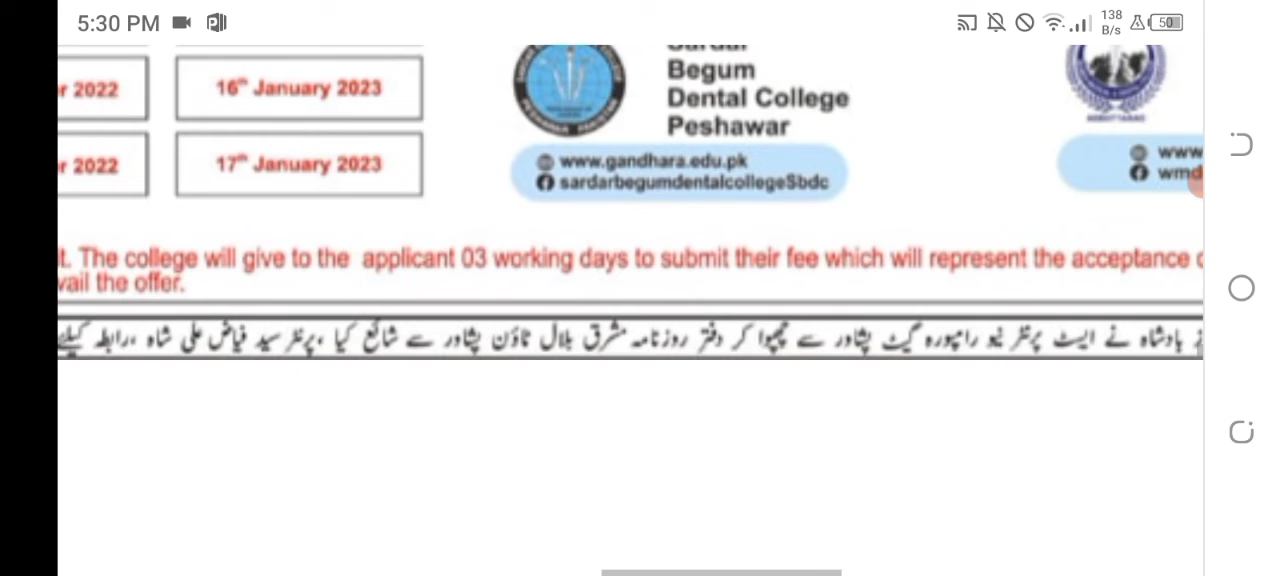 5:30 PM
138 B/s
50
r 2022
16th January 2023
r 2022
17th January 2023
Begum
Dental College
Peshawar
www.gandhara.edu.pk
sardarbegumdentalcollegeSbdc
www
wmd
t. The college will give to the applicant 03 working days to submit their fee which will represent the acceptance
vail the offer.
بادشاہ نے ایسٹ پرنٹر نیو رامپورہ گیٹ پشاور سے چھپوا کر دفتر روزنامہ مشرق بلال ٹاؤن پشاور سے شائع کیا، پرنٹر سید فیاض علی شاہ، رابطہ کیلئے